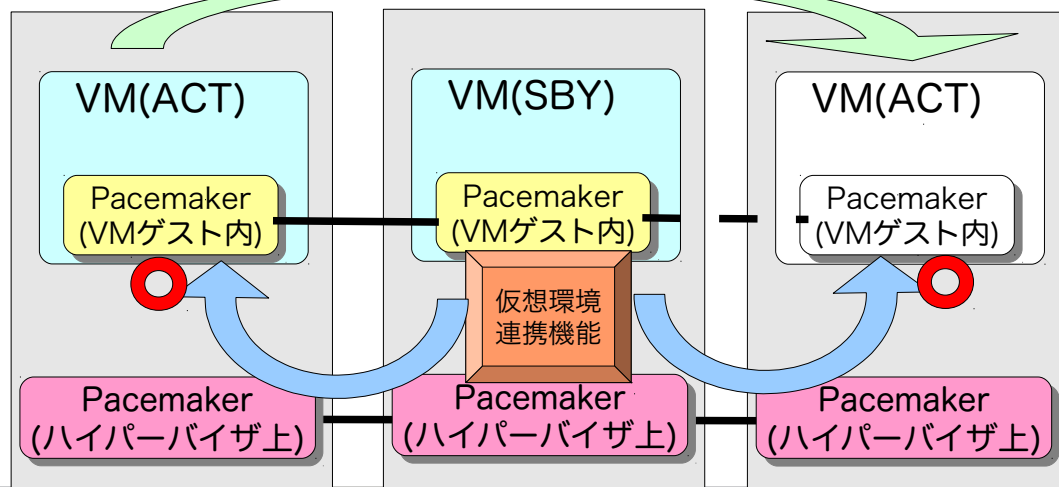 VM(ACT)
Pacemaker
(VMゲスト内)
VM(SBY)
Pacemaker
(VMゲスト内)
VM(ACT)
Pacemaker
(VMゲスト内)
仮想環境
連携機能
Pacemaker
(ハイパーバイザ上)
Pacemaker
(ハイパーバイザ上)
Pacemaker
(ハイパーバイザ上)